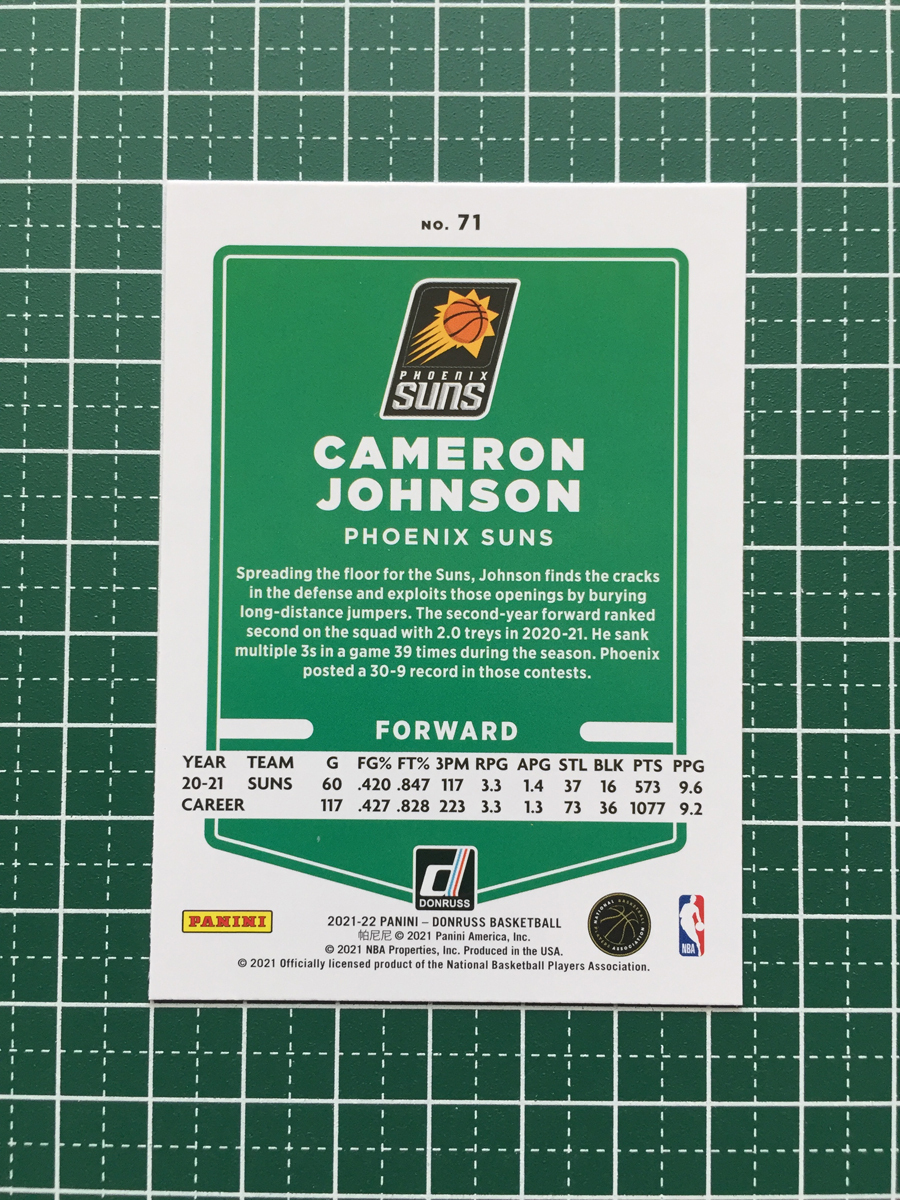 NO. 71
PHOENIX
SUNS
CAMERON
JOHNSON
PHOENIX SUNS
Spreading the floor for the Suns, Johnson finds the cracks
in the defense and exploits those openings by burying
long-distance jumpers. The second-year forward ranked
second on the squad with 2.0 treys in 2020-21. He sank
multiple 3s in a game 39 times during the season. Phoenix
posted a 30-9 record in those contests.
FORWARD
YEAR TEAM G FG% FT% 3PM RPG APG STL BLK PTS PPG
20-21 SUNS 60 .420 .847 117 3.3 1.4 37 16 573 9.6
CAREER 117 .427 .828 223 3.3 1.3 73 36 1077 9.2
d
DONRUSS
PANINI
2021-22 PANINI – DONRUSS BASKETBALL
帕尼尼 © 2021 Panini America, Inc.
© 2021 NBA Properties, Inc. Produced in the USA.
© 2021 Officially licensed product of the National Basketball Players Association.
NATIONAL BASKETBALL
PLAYERS ASSOCIATION
NBA